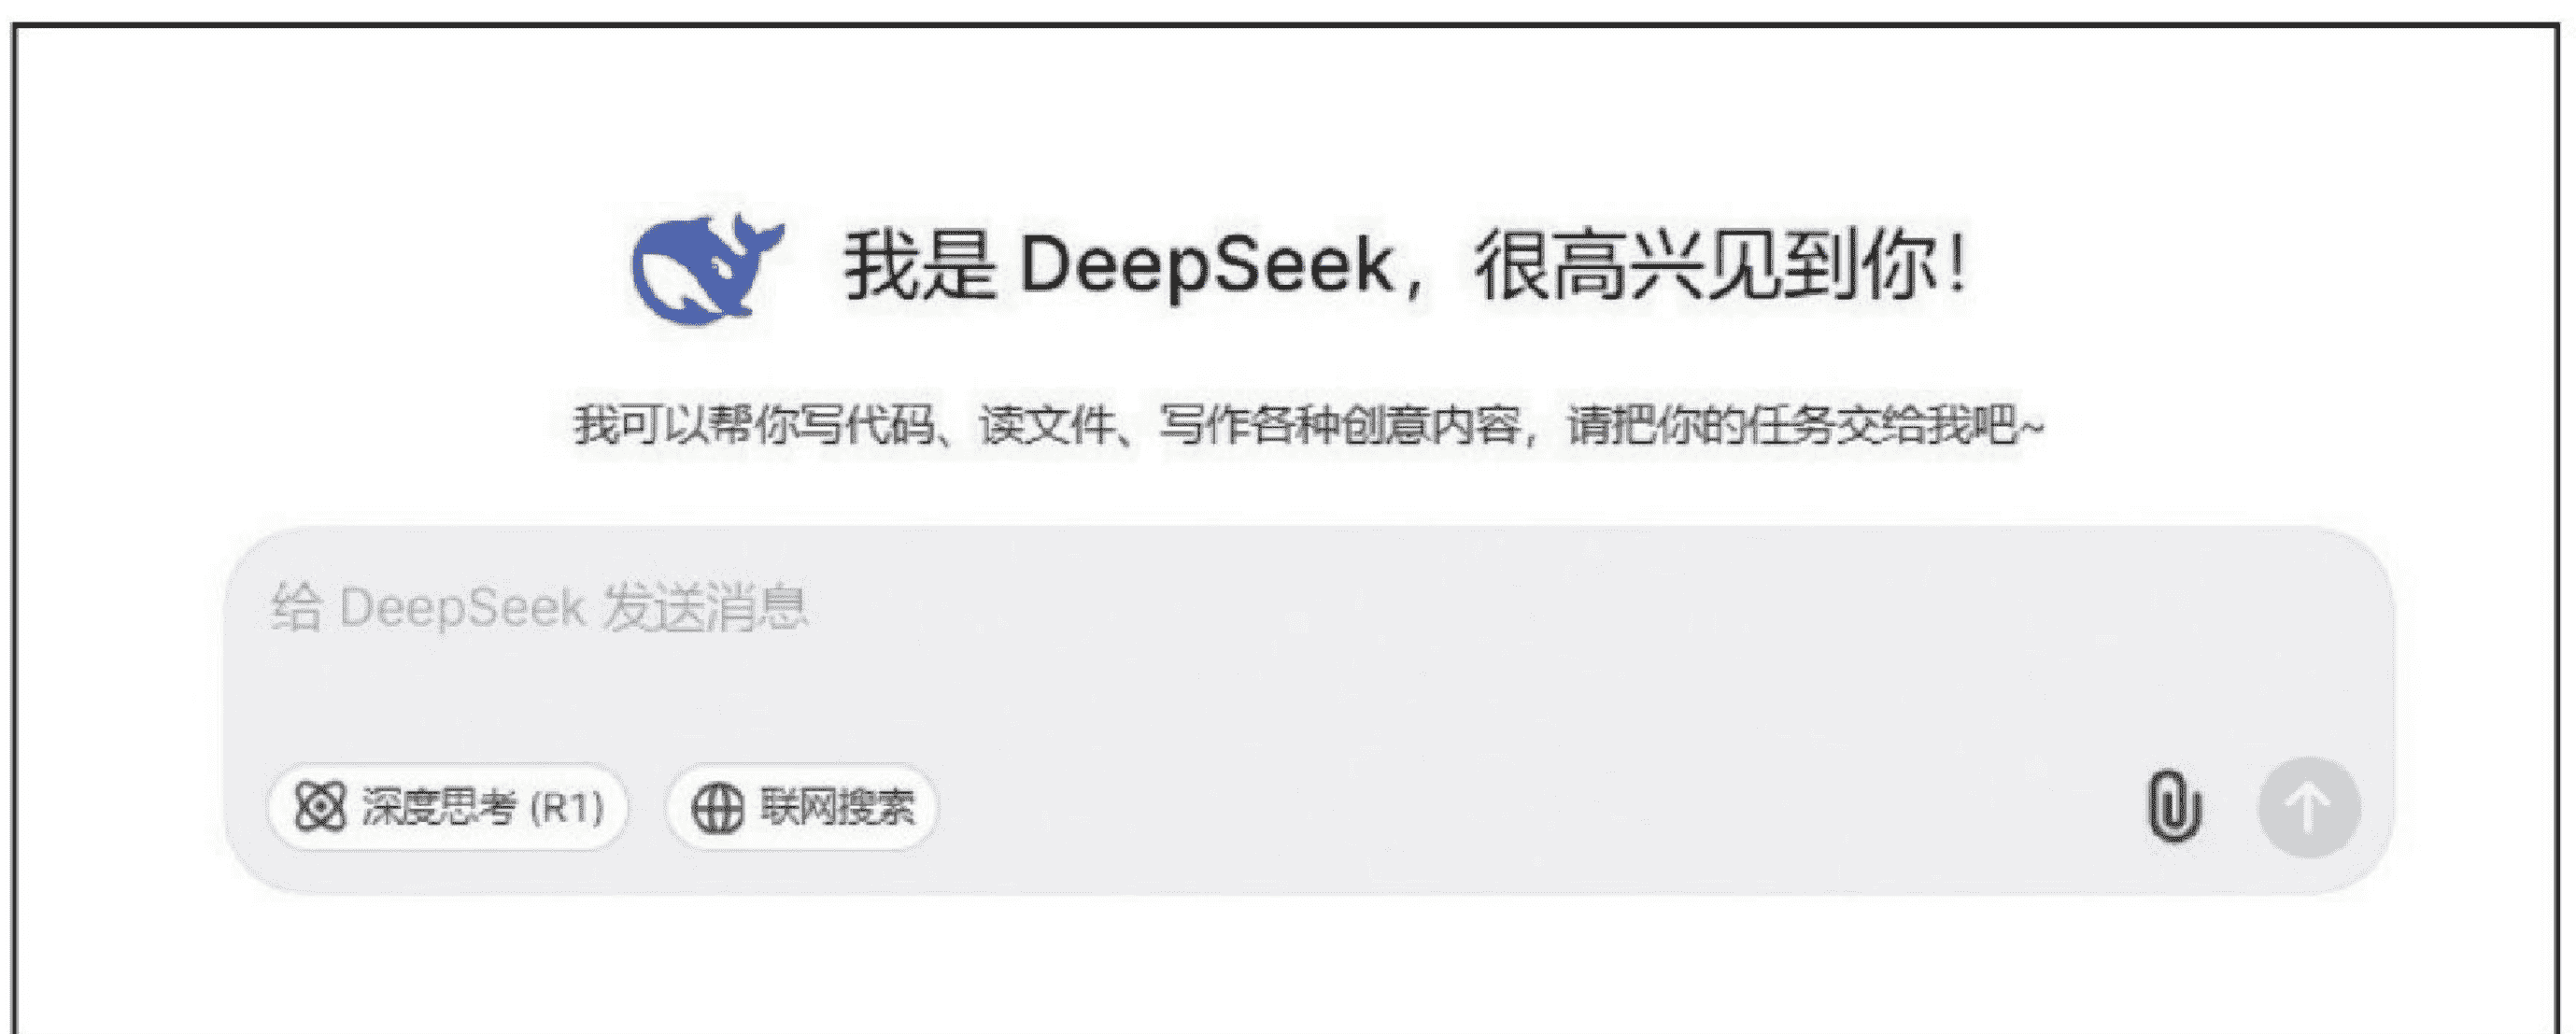 我是 DeepSeek，很高兴见到你！
我可以帮你写代码、读文件、写作各种创意内容，请把你的任务交给我吧~
给 DeepSeek 发送消息
深度思考 (R1) 联网搜索